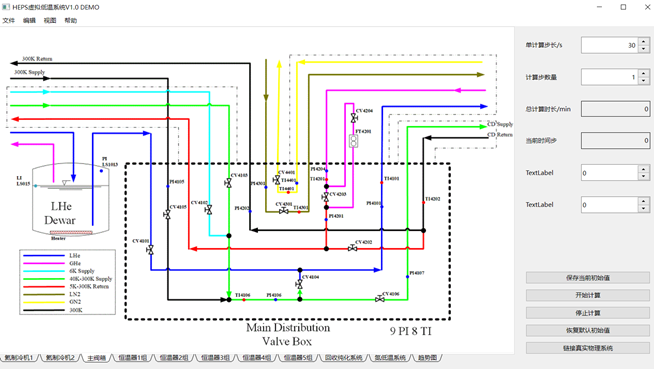 HEPS虚拟低温系统V1.0 DEMO
文件 编辑 视图 帮助
300K Return
300K Supply
CV4204
FT4201
CD Supply
CD Return
单计算步长/s 30
计算步数量 1
总计算时长/min 0
当前时间步 0
TextLabel 0
TextLabel 0
PI
LS1013
LI
LS013
LHe
Dewar
Heater
PI4105
CV4105
CV4102
CV4103
PI4202
PI4301
CV4401
TI4401
PI4401
CV4301
TI4301
PI4204
TI4201
CV4203
PI4201
CV4202
TI4101
PI4101
TI4202
CV4101
CV4104
PI4107
TI4106
PI4106
CV4106
LHe
GHe
6K Supply
40K-300K Supply
5K-300K Return
LN2
GN2
300K
Main Distribution
Valve Box
9 PI 8 TI
保存当前初始值
开始计算
停止计算
恢复默认初始值
链接真实物理系统
氦制冷机1 氦制冷机2 主阀箱 恒温器1组 恒温器2组 恒温器3组 恒温器4组 恒温器5组 回收纯化系统 氮低温系统 趋势图